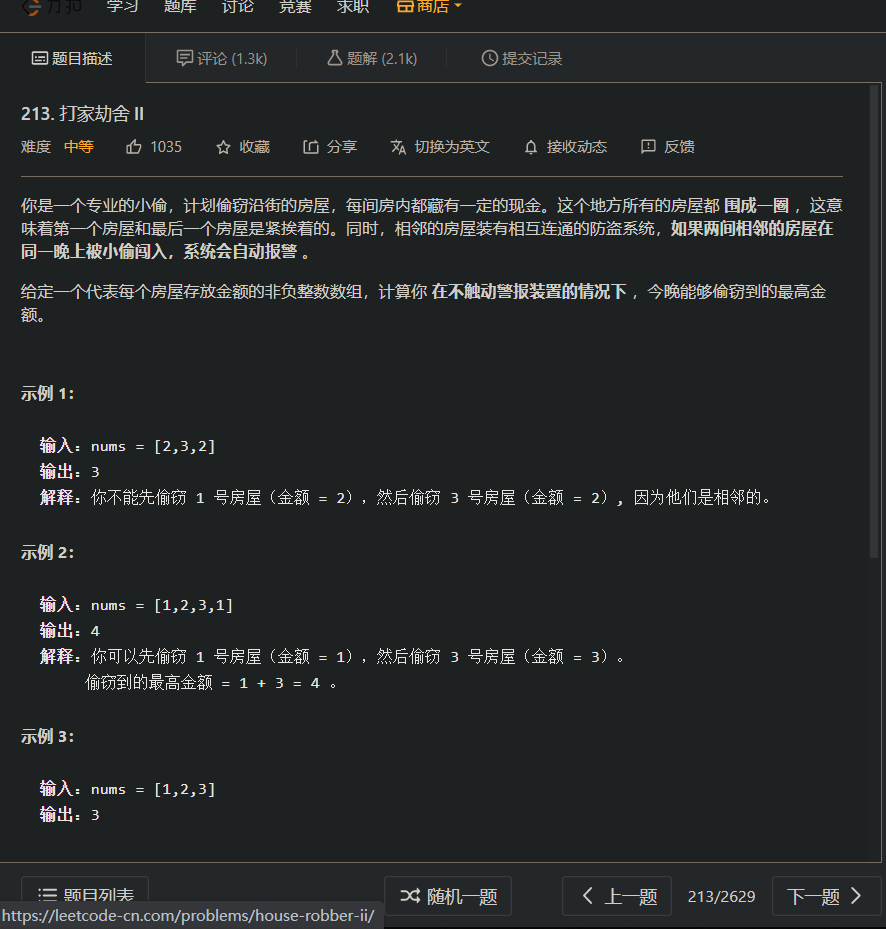 力扣 学习 题库 讨论 竞赛 求职 商店
题目描述 评论 (1.3k) 题解 (2.1k) 提交记录
213. 打家劫舍 II
难度 中等 1035 收藏 分享 切换为英文 接收动态 反馈
你是一个专业的小偷，计划偷窃沿街的房屋，每间房内都藏有一定的现金。这个地方所有的房屋都 围成一圈 ，这意
味着第一个房屋和最后一个房屋是紧挨着的。同时，相邻的房屋装有相互连通的防盗系统，如果两间相邻的房屋在
同一晚上被小偷闯入，系统会自动报警 。
给定一个代表每个房屋存放金额的非负整数数组，计算你 在不触动警报装置的情况下 ，今晚能够偷窃到的最高金
额。
示例 1：
输入：nums = [2,3,2]
输出：3
解释：你不能先偷窃 1 号房屋（金额 = 2），然后偷窃 3 号房屋（金额 = 2）, 因为他们是相邻的。
示例 2：
输入：nums = [1,2,3,1]
输出：4
解释：你可以先偷窃 1 号房屋（金额 = 1），然后偷窃 3 号房屋（金额 = 3）。
偷窃到的最高金额 = 1 + 3 = 4 。
示例 3：
输入：nums = [1,2,3]
输出：3
题目列表 随机一题 上一题 213/2629 下一题
https://leetcode-cn.com/problems/house-robber-ii/